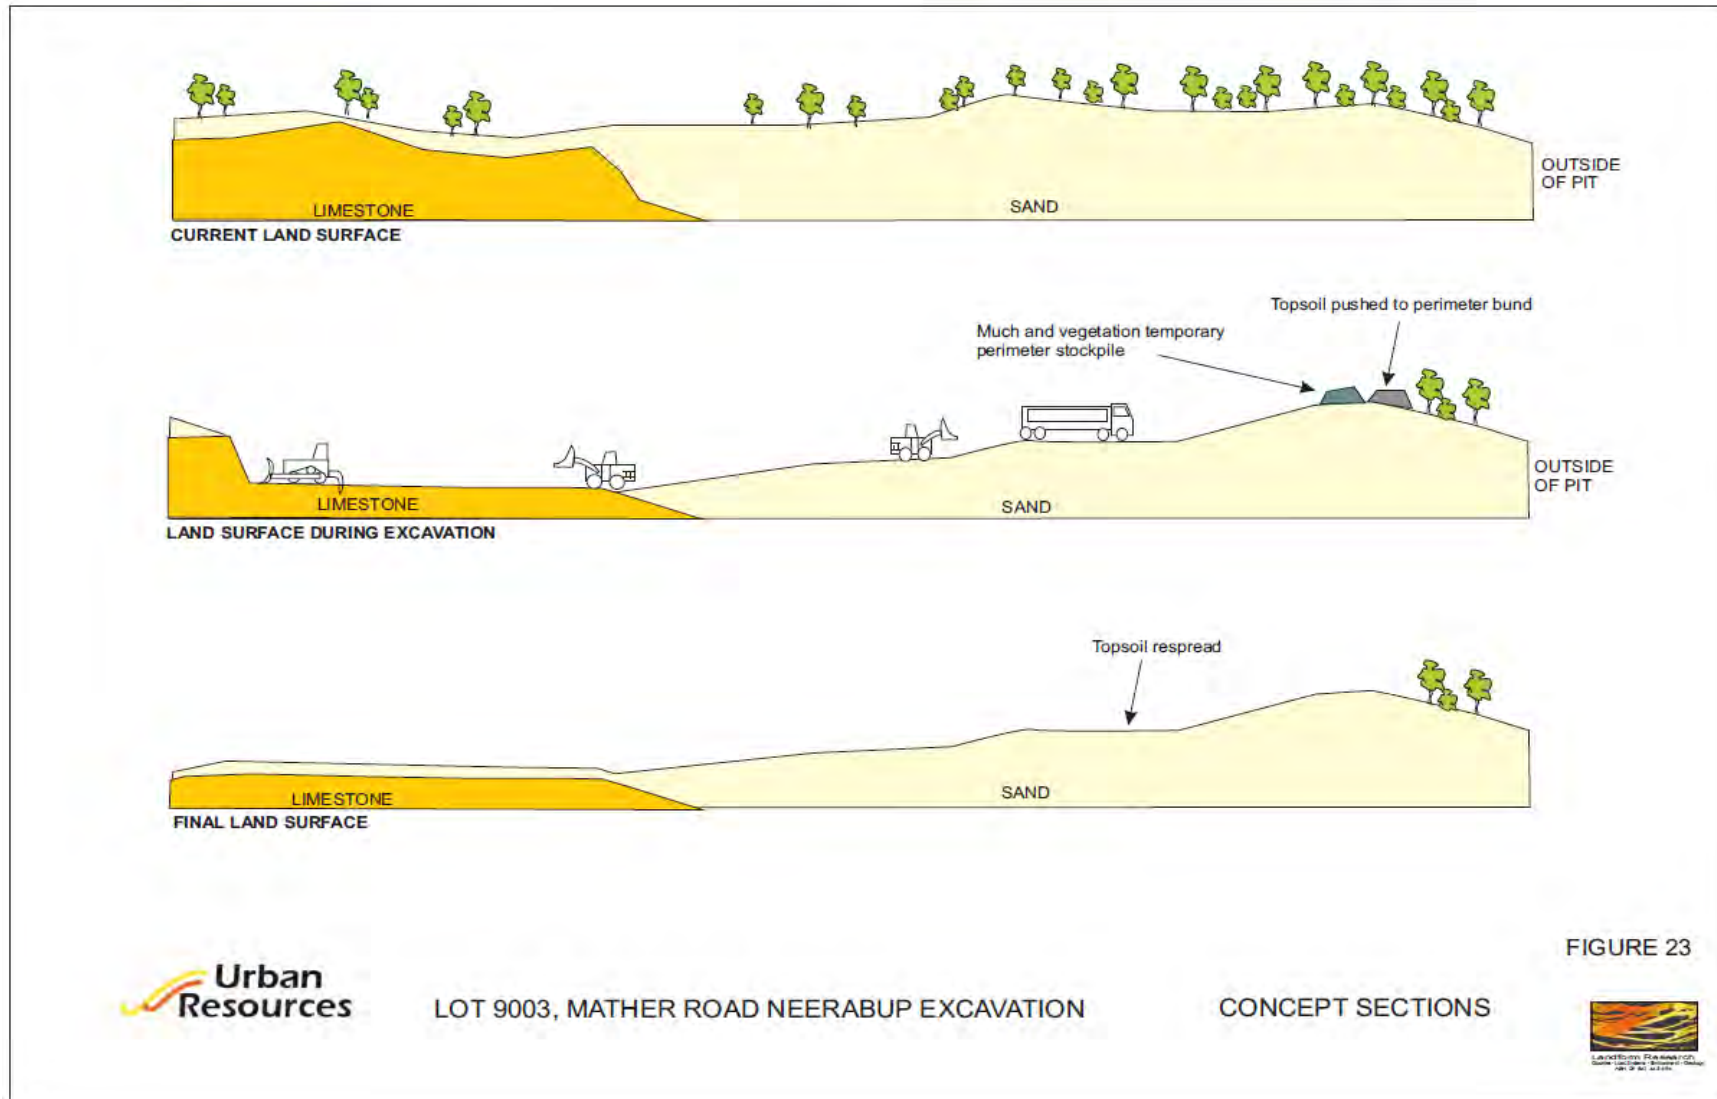 OUTSIDE
OF PIT
LIMESTONE
SAND
CURRENT LAND SURFACE
Topsoil pushed to perimeter bund
Much and vegetation temporary
perimeter stockpile
OUTSIDE
OF PIT
LIMESTONE
SAND
LAND SURFACE DURING EXCAVATION
Topsoil respread
LIMESTONE
SAND
FINAL LAND SURFACE
FIGURE 23
Urban
Resources
LOT 9003, MATHER ROAD NEERABUP EXCAVATION
CONCEPT SECTIONS
Landform Research